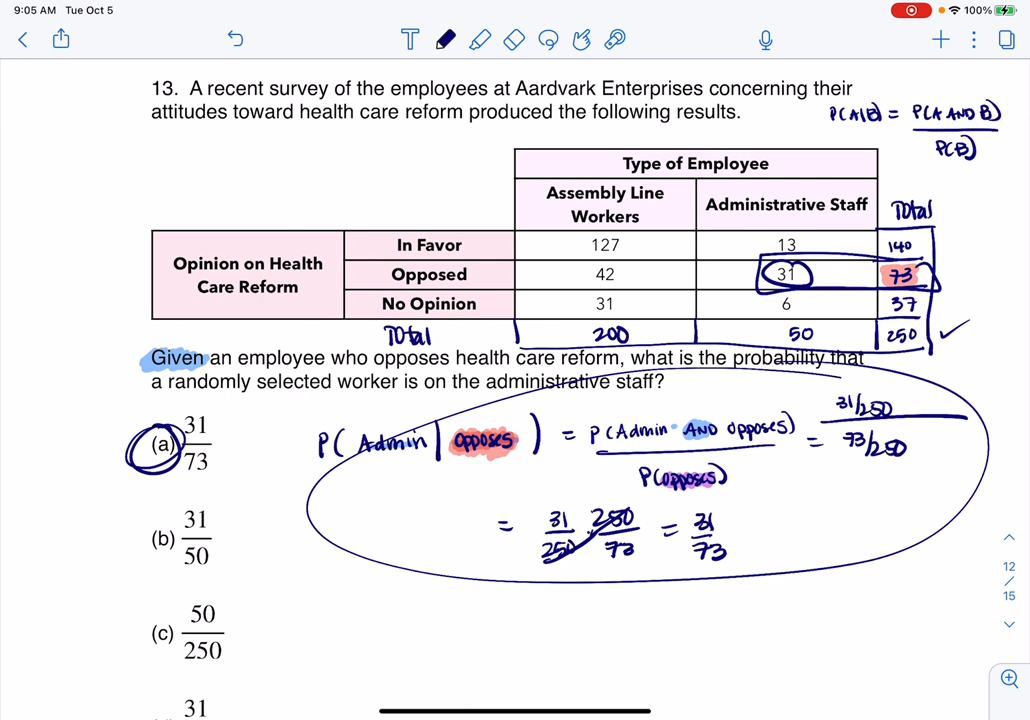 9:05 AM Tue Oct 5
100%
13. A recent survey of the employees at Aardvark Enterprises concerning their
attitudes toward health care reform produced the following results.
P(A|B) = P(A AND B)
P(B)
Type of Employee
Assembly Line
Workers
Administrative Staff
Total
Opinion on Health
Care Reform
In Favor 127 13 140
Opposed 42 31 73
No Opinion 31 6 37
Total 200 50 250
Given an employee who opposes health care reform, what is the probability that
a randomly selected worker is on the administrative staff?
(a) 31
73
P(Admin | opposes) = P(Admin AND opposes) = 31/250
P(opposes) 73/250
= 31 · 250 = 31
250 73 73
(b) 31
50
(c) 50
250
31
12
/
15